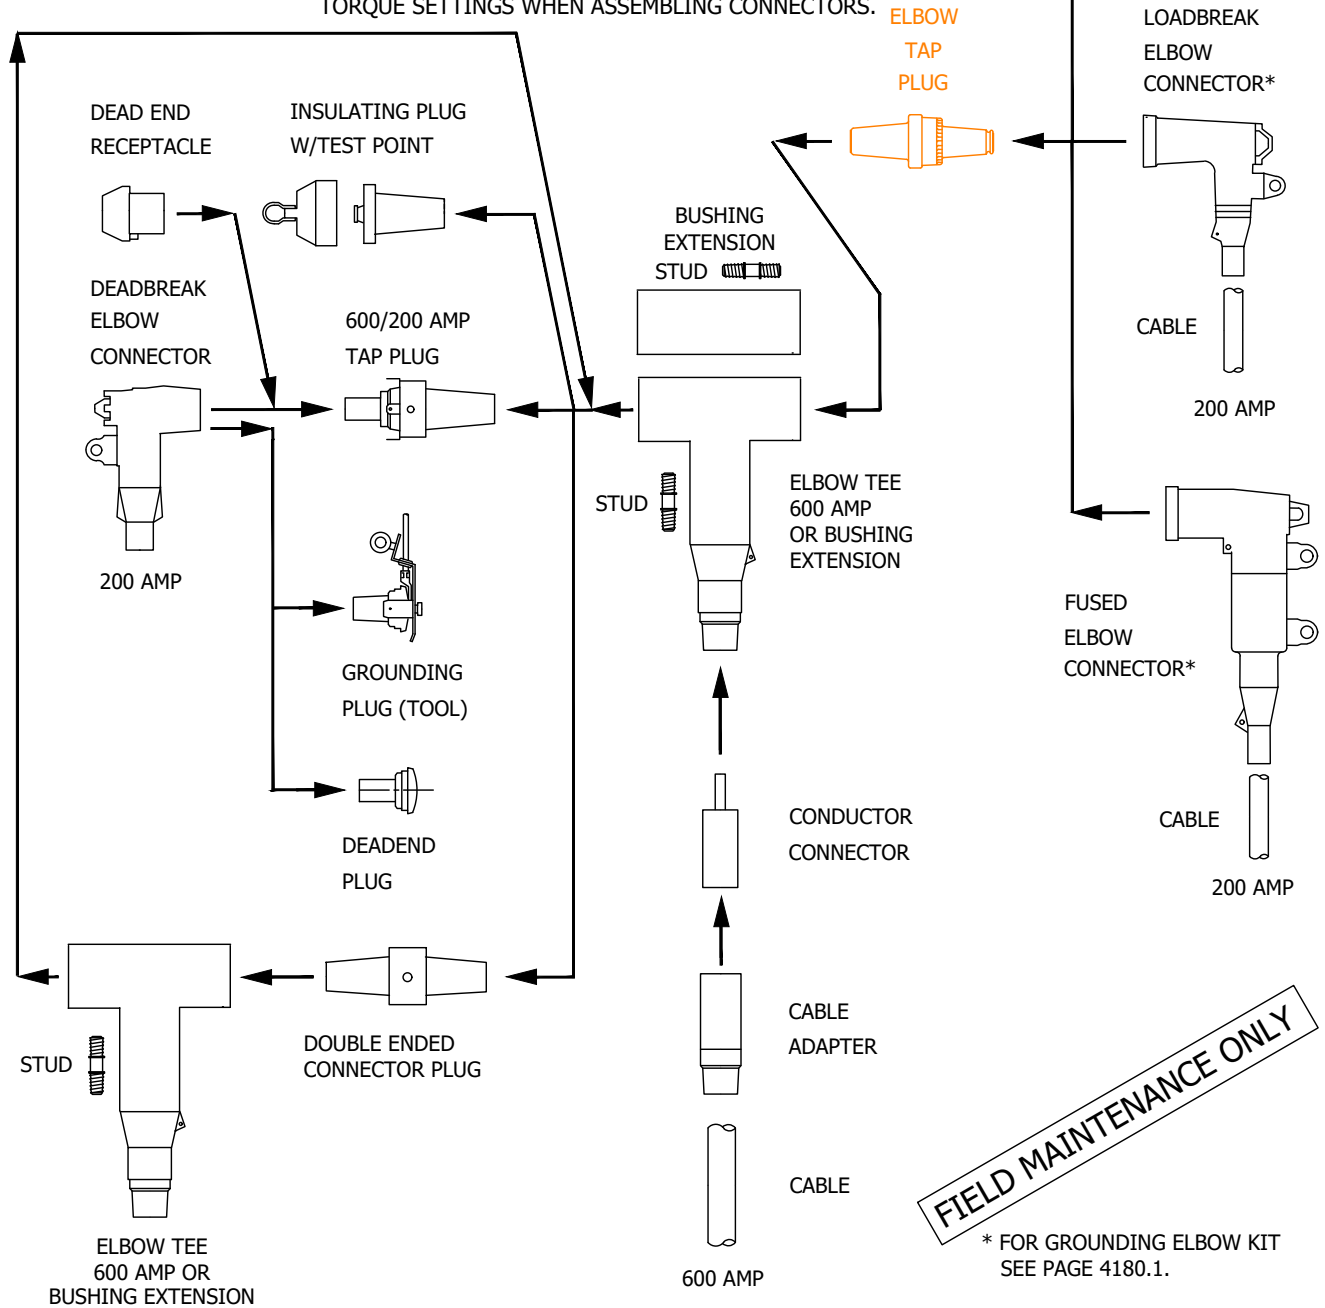 TORQUE SETTINGS WHEN ASSEMBLING CONNECTORS.
ELBOW
TAP
PLUG
LOADBREAK
ELBOW
CONNECTOR*
DEAD END
RECEPTACLE
INSULATING PLUG
W/TEST POINT
BUSHING
EXTENSION
STUD
DEADBREAK
ELBOW
CONNECTOR
600/200 AMP
TAP PLUG
CABLE
200 AMP
STUD
ELBOW TEE
600 AMP
OR BUSHING
EXTENSION
200 AMP
FUSED
ELBOW
CONNECTOR*
GROUNDING
PLUG (TOOL)
CONDUCTOR
CONNECTOR
CABLE
DEADEND
PLUG
200 AMP
CABLE
ADAPTER
STUD
DOUBLE ENDED
CONNECTOR PLUG
FIELD MAINTENANCE ONLY
CABLE
ELBOW TEE
600 AMP OR
BUSHING EXTENSION
600 AMP
* FOR GROUNDING ELBOW KIT
SEE PAGE 4180.1.